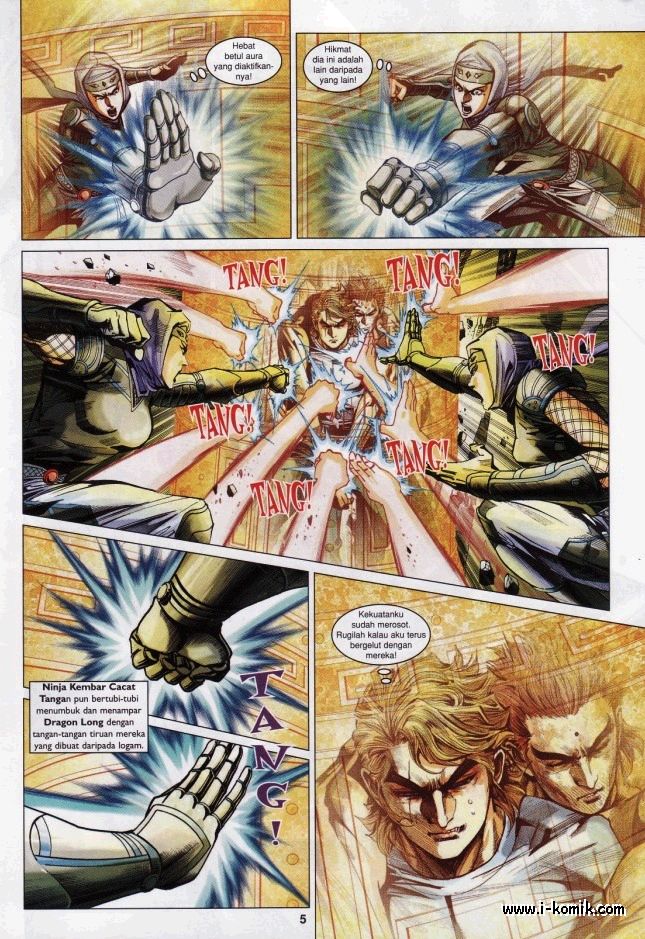 Hebat
betul aura
yang diaktifkan-
nya!
Hikmat
dia ini adalah
lain daripada
yang lain!
TANG!
TANG!
TANG!
TANG!
TANG!
TANG!
Ninja Kembar Cacat
Tangan pun bertubi-tubi
menumbuk dan menampar
Dragon Long dengan
tangan-tangan tiruan mereka
yang dibuat daripada logam.
TANG!
Kekuatanku
sudah merosot.
Rugilah kalau aku terus
bergelut dengan
mereka!
5
www.i-komik.com